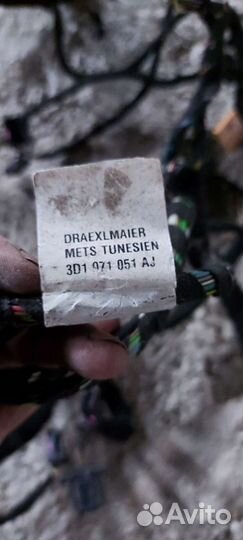 DRAEXLMAIER
METS TUNESIEN
3D1 971 051 AJ
Avito